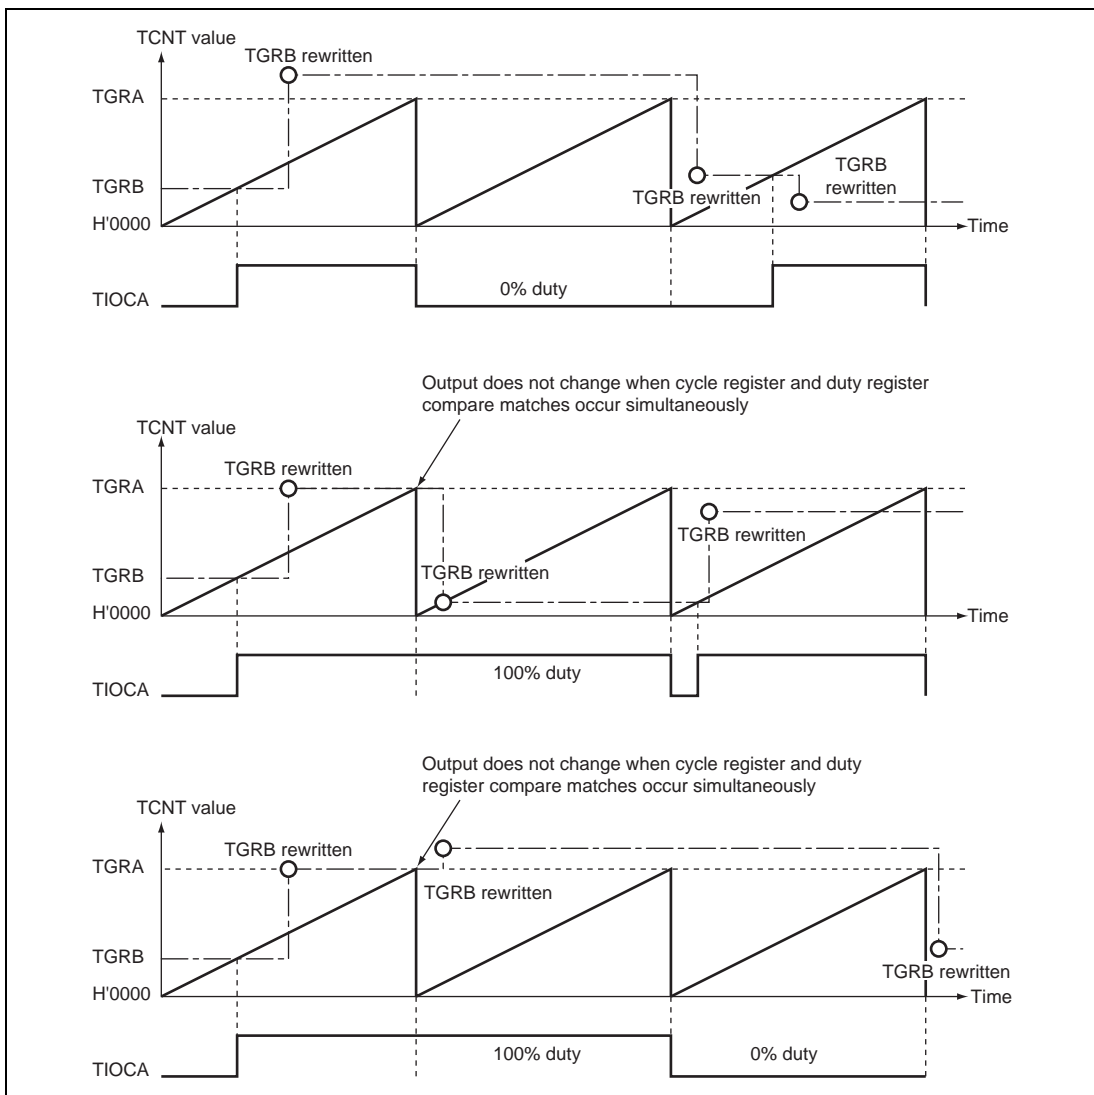 TCNT value
TGRB rewritten
TGRA
TGRB
rewritten
TGRB
TGRB rewritten
H'0000
Time
0% duty
TIOCA
Output does not change when cycle register and duty register
compare matches occur simultaneously
TCNT value
TGRB rewritten
TGRA
TGRB rewritten
TGRB
TGRB rewritten
H'0000
Time
100% duty
TIOCA
Output does not change when cycle register and duty
register compare matches occur simultaneously
TCNT value
TGRB rewritten
TGRA
TGRB rewritten
TGRB
TGRB rewritten
H'0000
Time
100% duty
0% duty
TIOCA